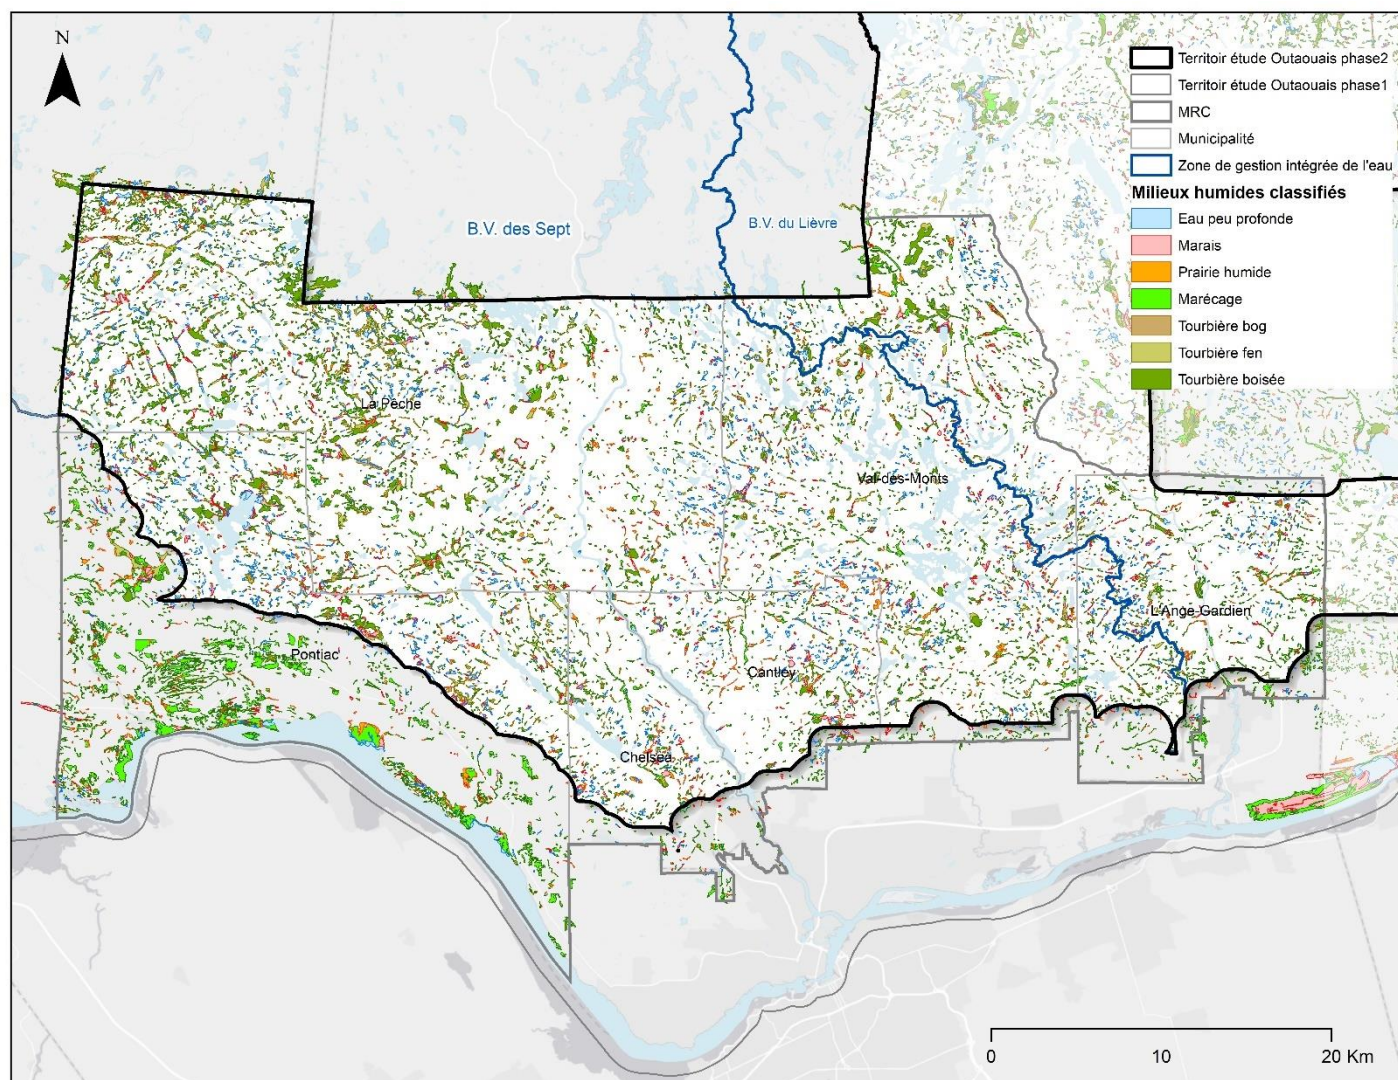 N
Territoir étude Outaouais phase2
Territoir étude Outaouais phase1
MRC
Municipalité
Zone de gestion intégrée de l'eau
Milieux humides classifiés
Eau peu profonde
Marais
Prairie humide
Marécage
Tourbière bog
Tourbière fen
Tourbière boisée
B.V. des Sept
B.V. du Lièvre
La Pêche
Val-des-Monts
L'Ange-Gardien
Pontiac
Cantley
Chelsea
0 10 20 Km